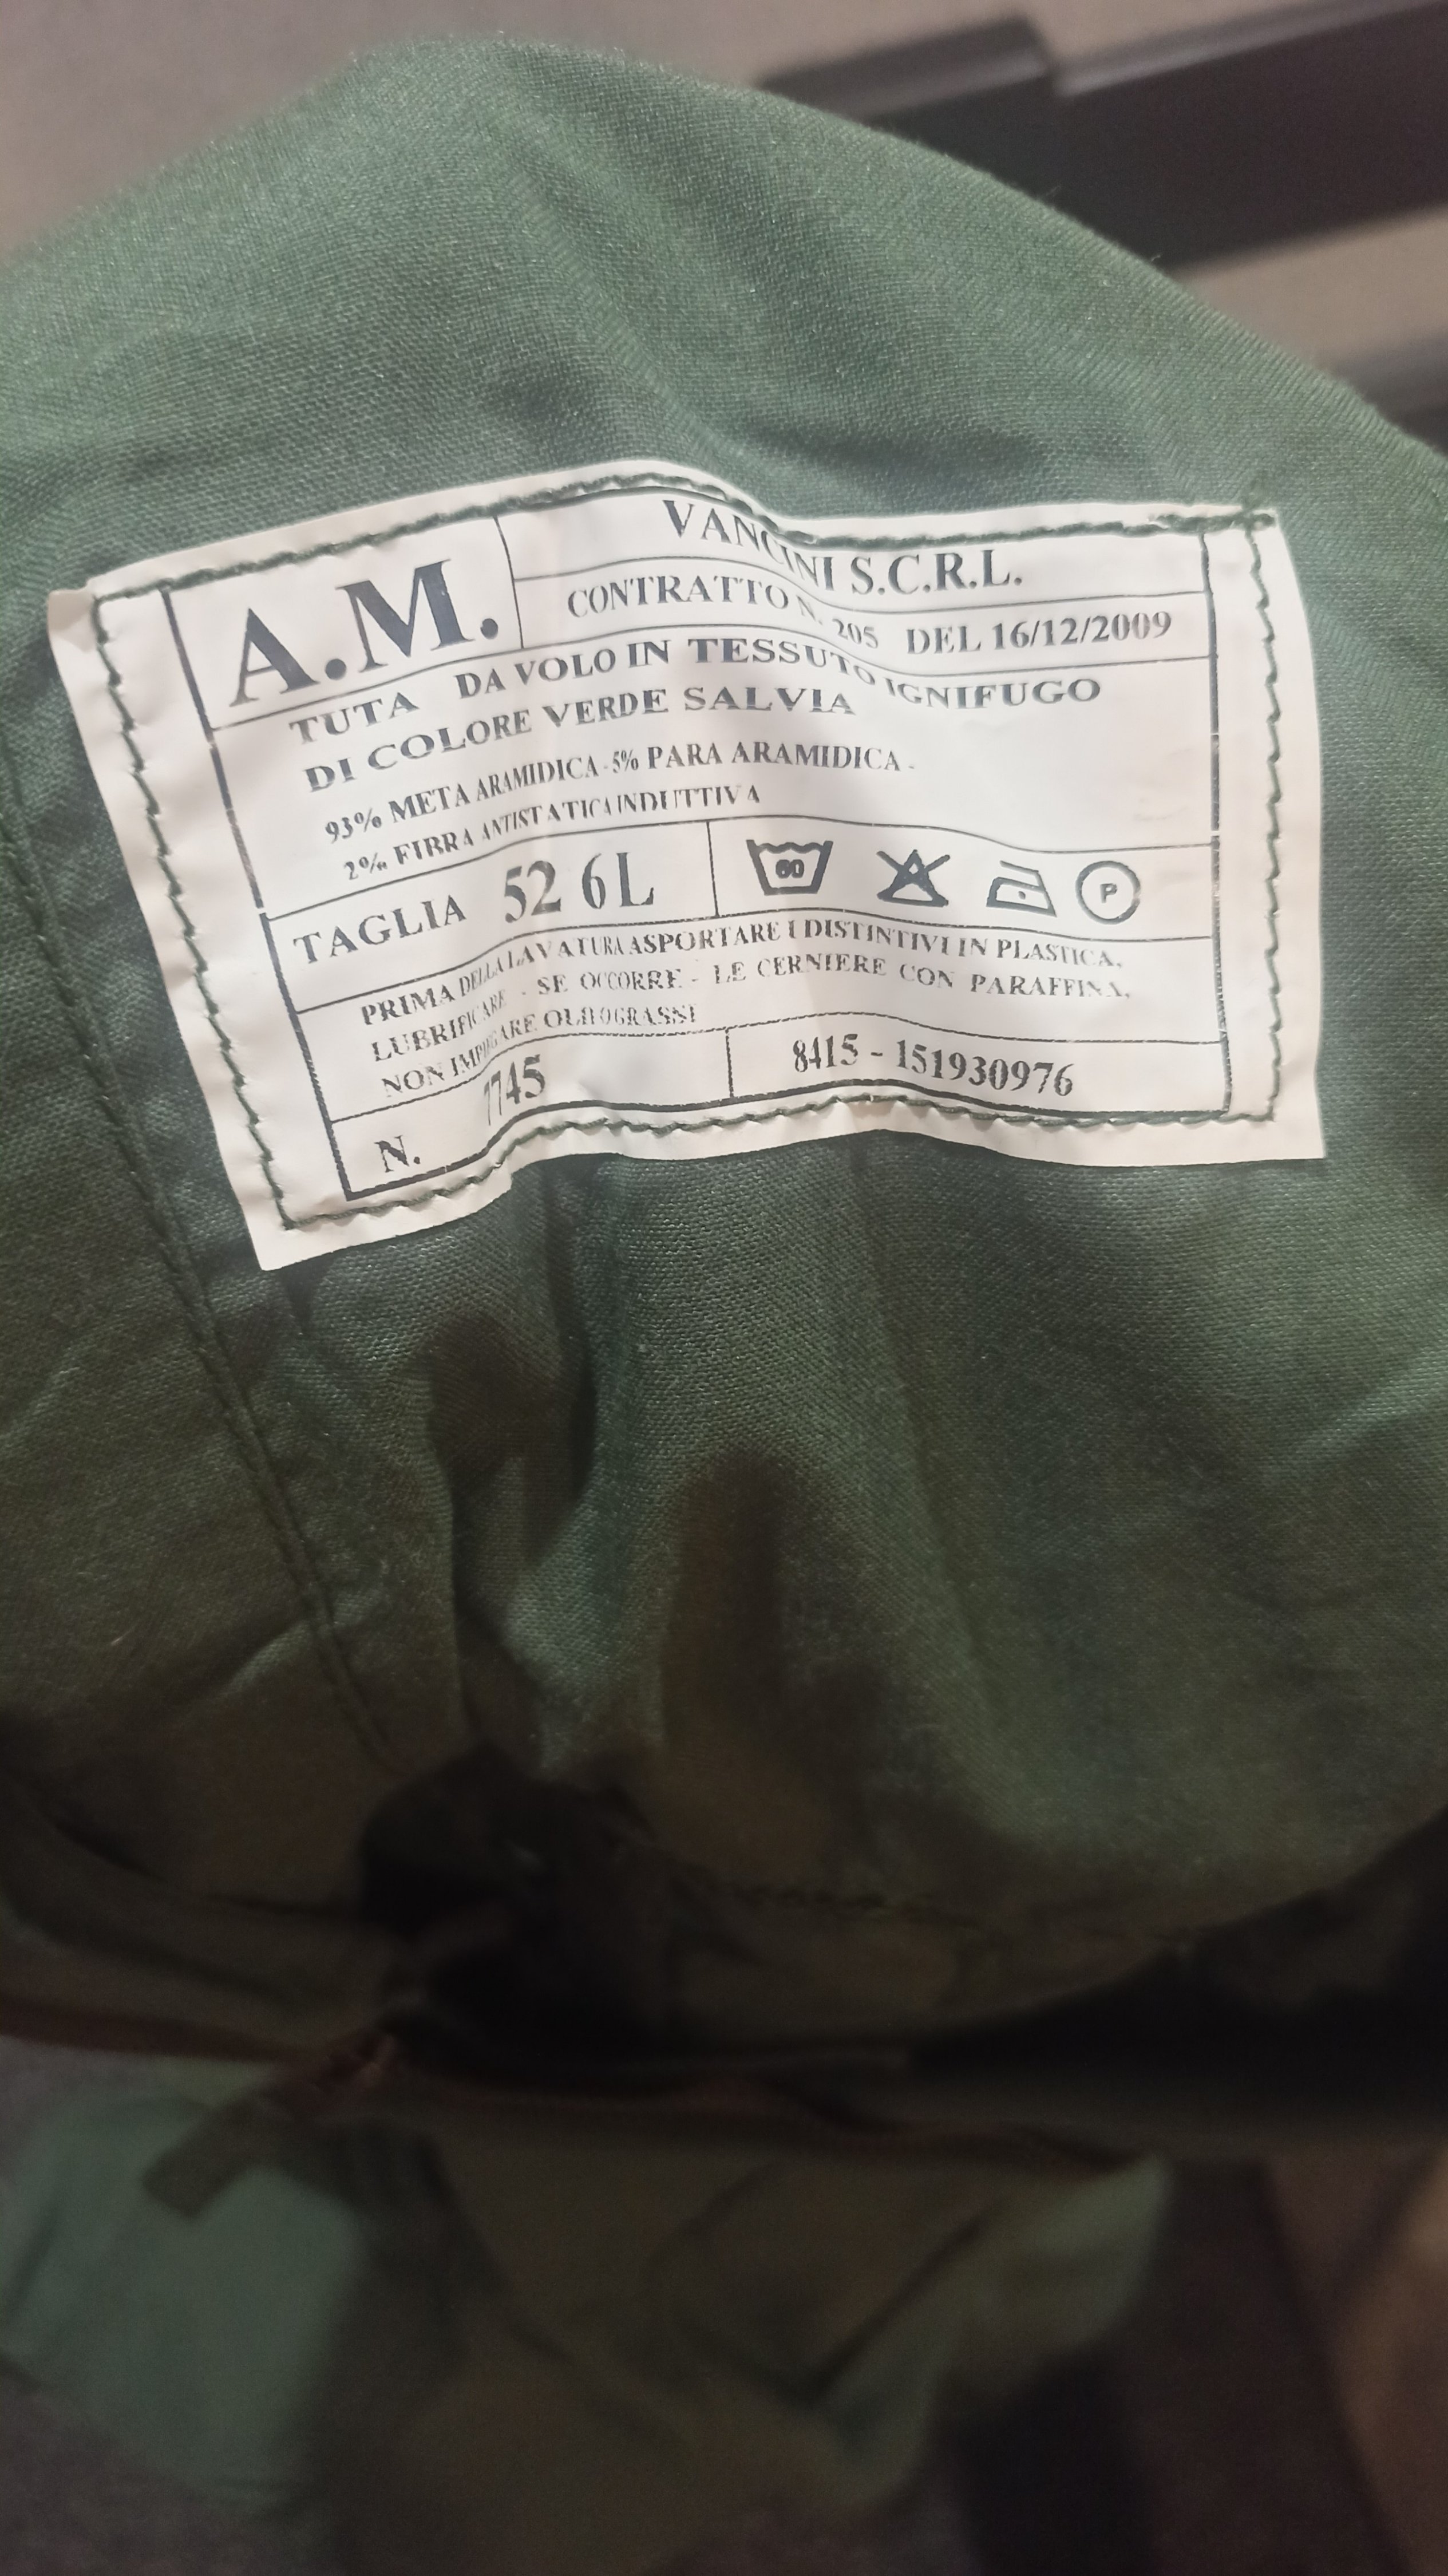 A.M.
VANCINI S.C.R.L.
CONTRATTO N. 205 DEL 16/12/2009
TUTA DA VOLO IN TESSUTO IGNIFUGO
DI COLORE VERDE SALVIA
93% META ARAMIDICA - 5% PARA ARAMIDICA -
2% FIBRA ANTISTATICA INDUTTIVA
TAGLIA 52 6L
60
P
PRIMA DELLA LAVATURA ASPORTARE I DISTINTIVI IN PLASTICA,
LUBRIFICARE - SE OCCORRE - LE CERNIERE CON PARAFFINA,
NON IMPIEGARE OLII O GRASSI
N.
8415 - 151930976